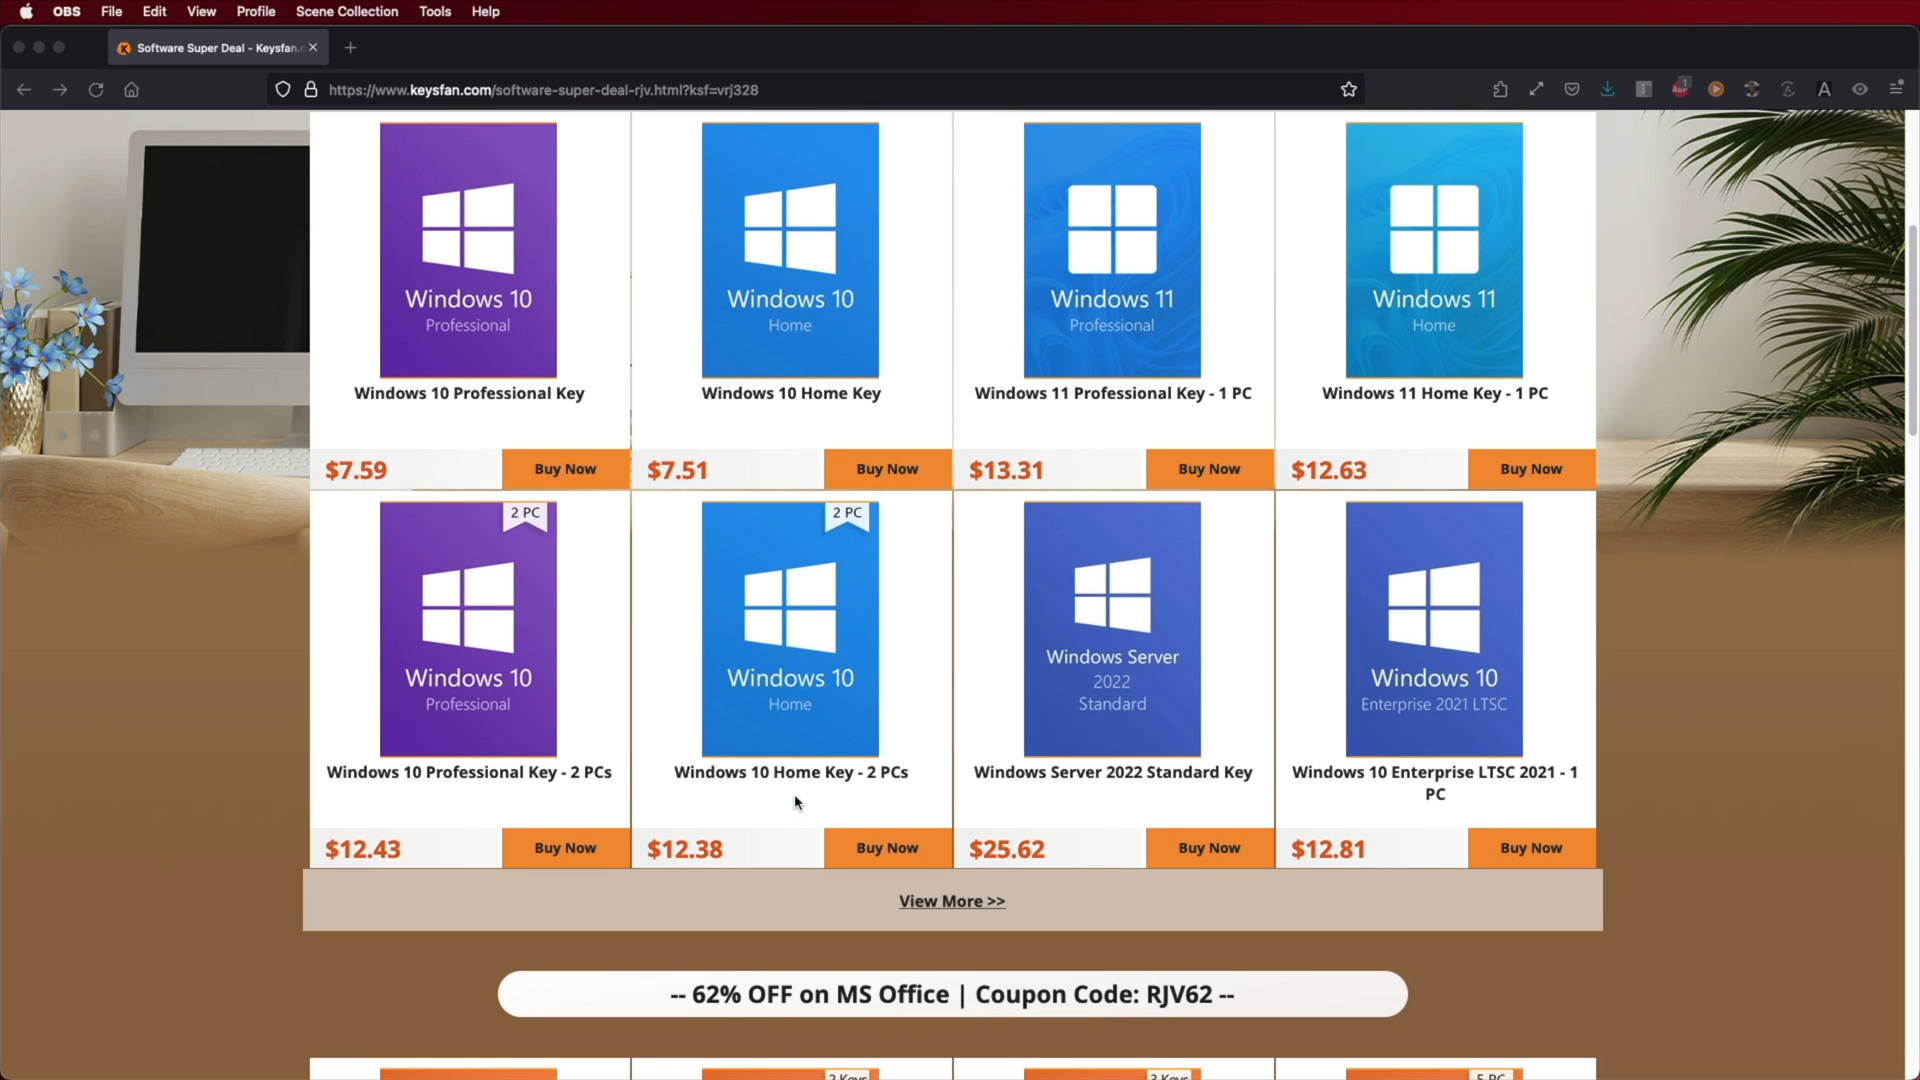 OBS File Edit View Profile Scene Collection Tools Help
Software Super Deal - Keysfan.c
https://www.keysfan.com/software-super-deal-rjv.html?ksf=vrj328
1
A
Windows 10
Professional
Windows 10
Home
Windows 11
Professional
Windows 11
Home
Windows 10 Professional Key
Windows 10 Home Key
Windows 11 Professional Key - 1 PC
Windows 11 Home Key - 1 PC
$7.59 Buy Now
$7.51 Buy Now
$13.31 Buy Now
$12.63 Buy Now
2 PC
Windows 10
Professional
2 PC
Windows 10
Home
Windows Server
2022
Standard
Windows 10
Enterprise 2021 LTSC
Windows 10 Professional Key - 2 PCs
Windows 10 Home Key - 2 PCs
Windows Server 2022 Standard Key
Windows 10 Enterprise LTSC 2021 - 1
PC
$12.43 Buy Now
$12.38 Buy Now
$25.62 Buy Now
$12.81 Buy Now
View More >>
-- 62% OFF on MS Office | Coupon Code: RJV62 --
2 Keys
3 Keys
5 PC